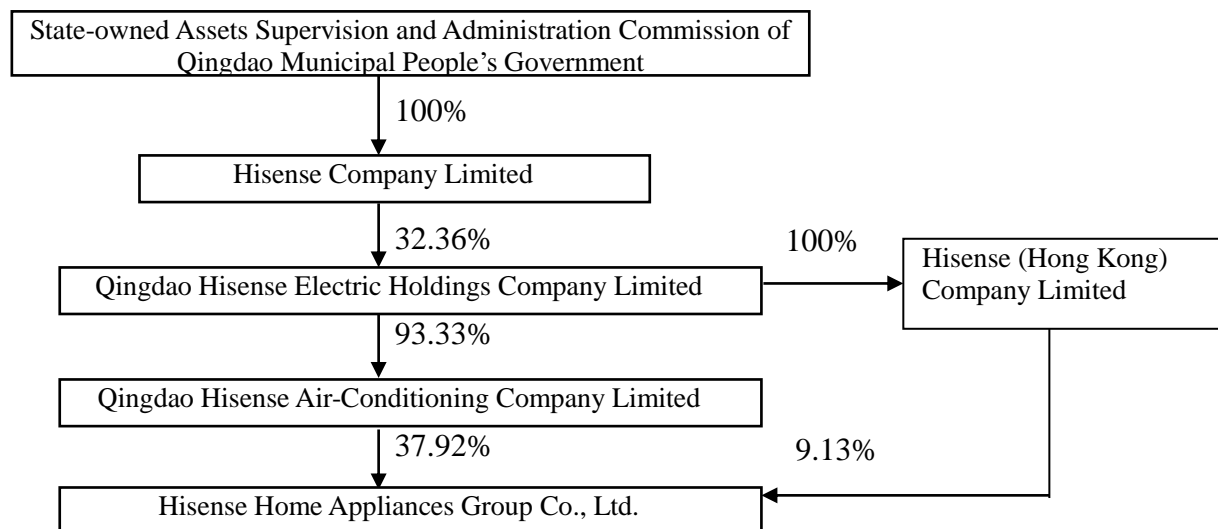 State-owned Assets Supervision and Administration Commission of
Qingdao Municipal People’s Government
100%
Hisense Company Limited
32.36%
100%
Hisense (Hong Kong)
Company Limited
Qingdao Hisense Electric Holdings Company Limited
93.33%
Qingdao Hisense Air-Conditioning Company Limited
37.92%
9.13%
Hisense Home Appliances Group Co., Ltd.